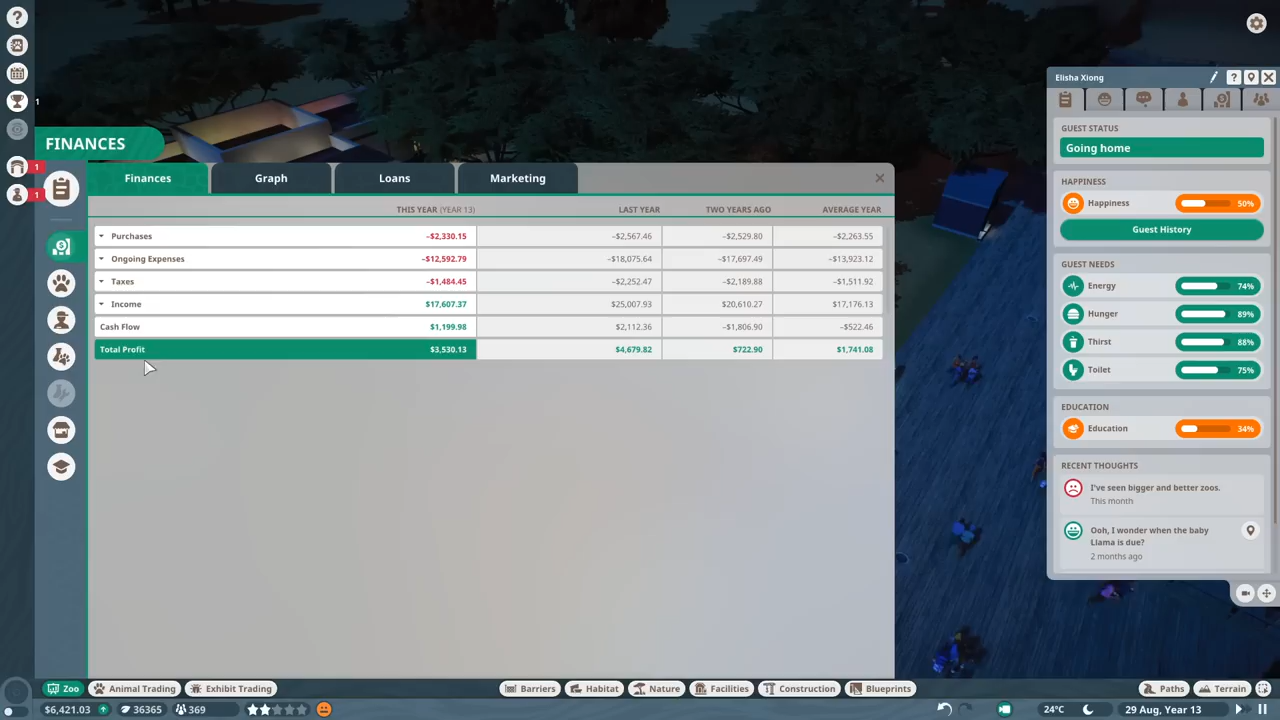 ?
1
FINANCES
1
1
Finances
Graph
Loans
Marketing
THIS YEAR (YEAR 13) LAST YEAR TWO YEARS AGO AVERAGE YEAR
Purchases –$2,330.15 –$2,567.46 –$2,529.80 –$2,263.55
Ongoing Expenses –$12,592.79 –$18,075.64 –$17,697.49 –$13,923.12
Taxes –$1,484.45 –$2,252.47 –$2,189.88 –$1,511.92
Income $17,607.37 $25,007.93 $20,610.27 $17,176.13
Cash Flow $1,199.98 $2,112.36 –$1,806.90 –$522.46
Total Profit $3,530.13 $4,679.82 $722.90 $1,741.08
Elisha Xiong
?
GUEST STATUS
Going home
HAPPINESS
Happiness 50%
Guest History
GUEST NEEDS
Energy 74%
Hunger 89%
Thirst 88%
Toilet 75%
EDUCATION
Education 34%
RECENT THOUGHTS
I've seen bigger and better zoos.
This month
Ooh, I wonder when the baby
Llama is due?
2 months ago
Zoo
Animal Trading
Exhibit Trading
Barriers
Habitat
Nature
Facilities
Construction
Blueprints
Paths
Terrain
$6,421.03
36365
369
24°C
29 Aug, Year 13